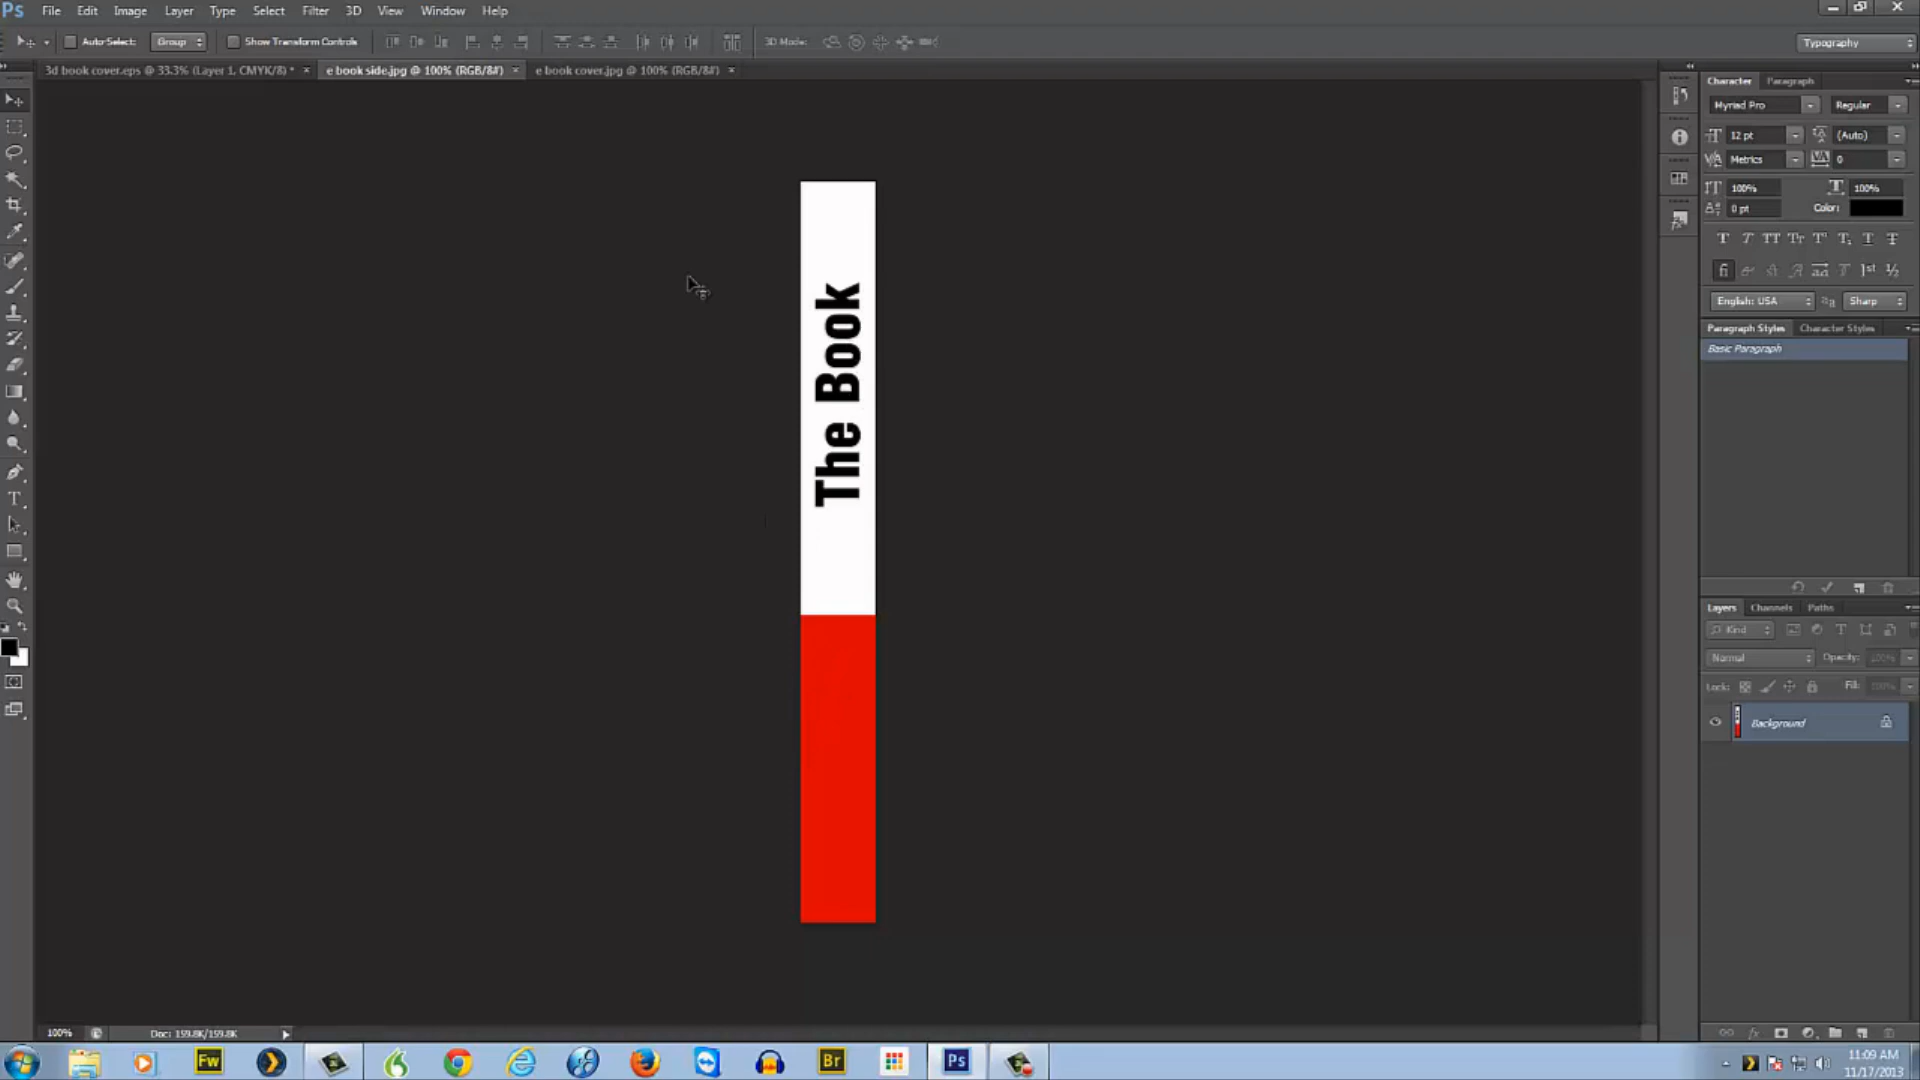 Ps File Edit Image Layer Type Select Filter 3D View Window Help
Auto-Select: Group Show Transform Controls 3D Mode: Typography
3d book cover.eps @ 33.3% (Layer 1, CMYK/8) * × e book side.jpg @ 100% (RGB/8#) × e book cover.jpg @ 100% (RGB/8#) ×
Character Paragraph
Myriad Pro Regular
12 pt (Auto)
Metrics 0
100% 100%
0 pt Color:
English: USA Sharp
Paragraph Styles Character Styles
Basic Paragraph
The Book
Layers Channels Paths
Kind
Normal Opacity: 100%
Lock: Fill: 100%
Background
100% Doc: 159.8K/159.8K
Fw Br Ps
11:09 AM
11/17/2013